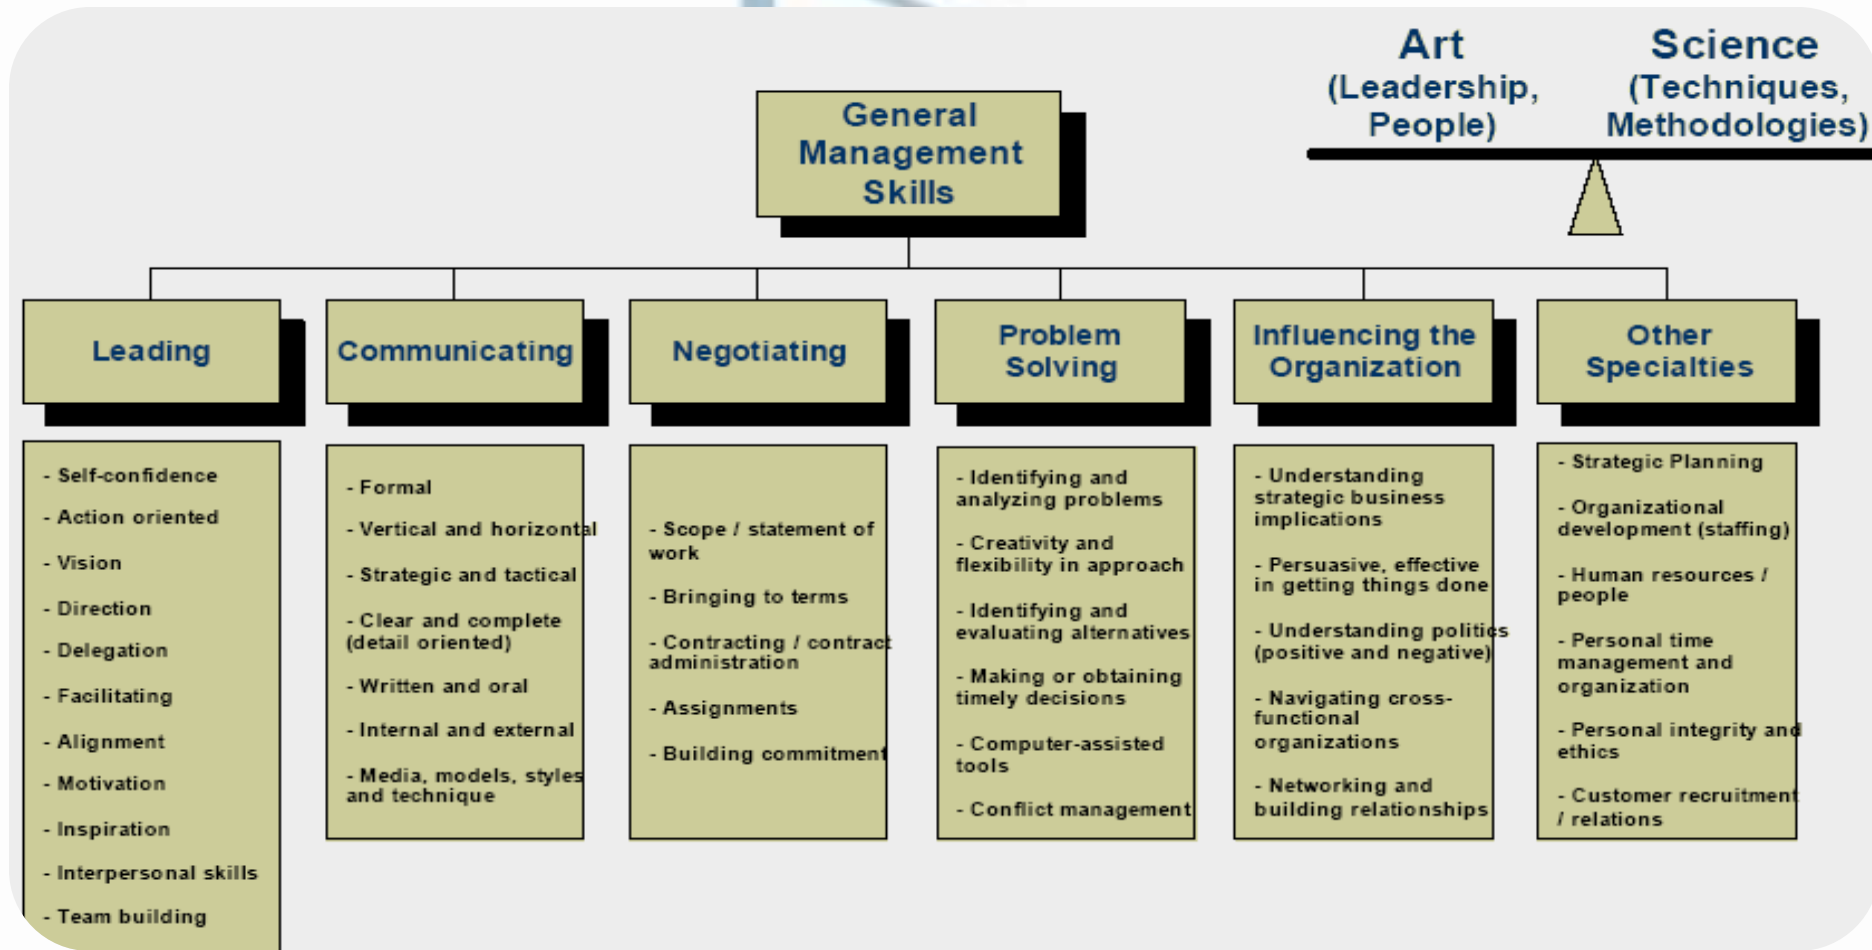 Art
(Leadership,
People)
Science
(Techniques,
Methodologies)
General
Management
Skills
Leading
- Self-confidence
- Action oriented
- Vision
- Direction
- Delegation
- Facilitating
- Alignment
- Motivation
- Inspiration
- Interpersonal skills
- Team building
Communicating
- Formal
- Vertical and horizontal
- Strategic and tactical
- Clear and complete
(detail oriented)
- Written and oral
- Internal and external
- Media, models, styles
and technique
Negotiating
- Scope / statement of
work
- Bringing to terms
- Contracting / contract
administration
- Assignments
- Building commitment
Problem
Solving
- Identifying and
analyzing problems
- Creativity and
flexibility in approach
- Identifying and
evaluating alternatives
- Making or obtaining
timely decisions
- Computer-assisted
tools
- Conflict management
Influencing the
Organization
- Understanding
strategic business
implications
- Persuasive, effective
in getting things done
- Understanding politics
(positive and negative)
- Navigating cross-
functional
organizations
- Networking and
building relationships
Other
Specialties
- Strategic Planning
- Organizational
development (staffing)
- Human resources /
people
- Personal time
management and
organization
- Personal integrity and
ethics
- Customer recruitment
/ relations